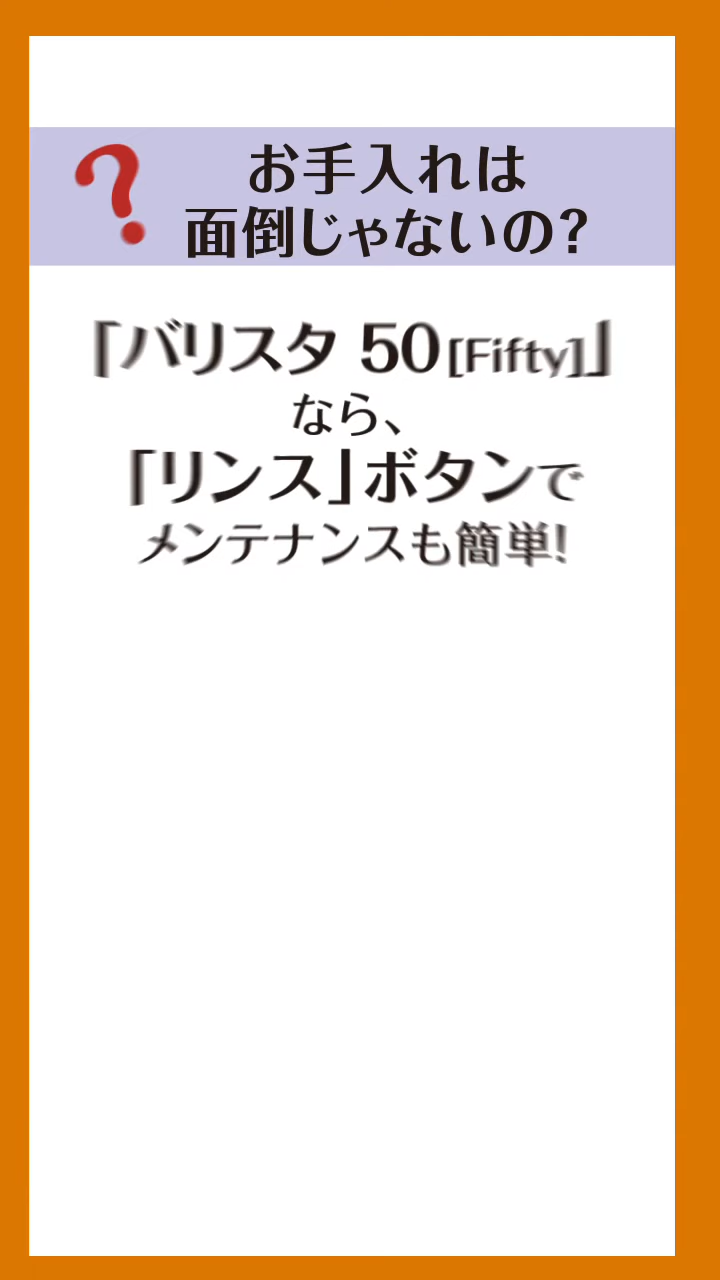 お手入れは
面倒じゃないの？
「バリスタ 50[Fifty]」
なら、
「リンス」ボタンで
メンテナンスも簡単!